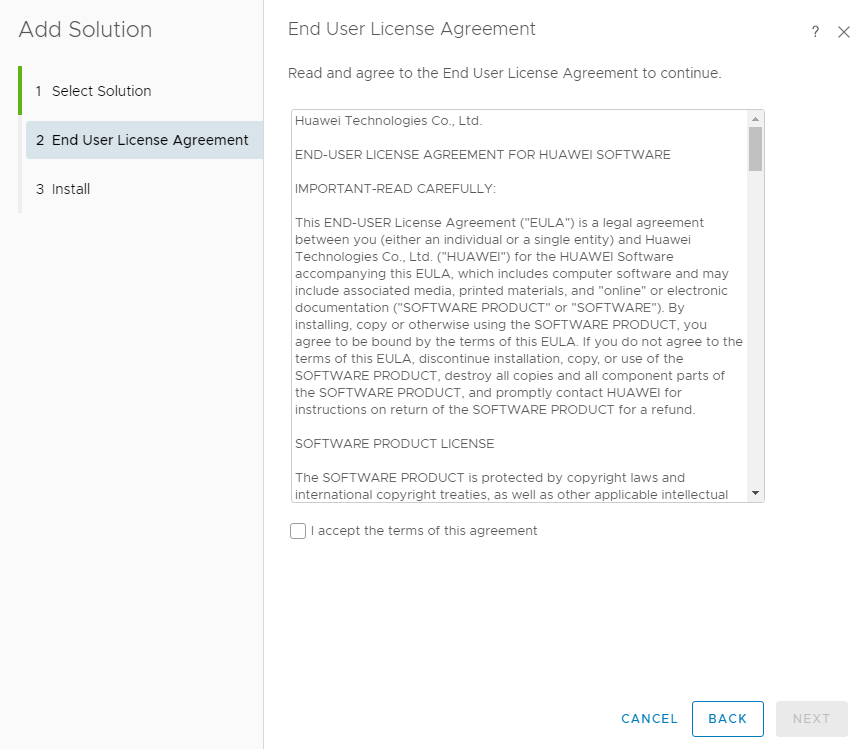 Add Solution
1 Select Solution
2 End User License Agreement
3 Install
End User License Agreement
? ×
Read and agree to the End User License Agreement to continue.
Huawei Technologies Co., Ltd.
END-USER LICENSE AGREEMENT FOR HUAWEI SOFTWARE
IMPORTANT-READ CAREFULLY:
This END-USER License Agreement ("EULA") is a legal agreement
between you (either an individual or a single entity) and Huawei
Technologies Co., Ltd. ("HUAWEI") for the HUAWEI Software
accompanying this EULA, which includes computer software and may
include associated media, printed materials, and "online" or electronic
documentation ("SOFTWARE PRODUCT" or "SOFTWARE"). By
installing, copy or otherwise using the SOFTWARE PRODUCT, you
agree to be bound by the terms of this EULA. If you do not agree to the
terms of this EULA, discontinue installation, copy, or use of the
SOFTWARE PRODUCT, destroy all copies and all component parts of
the SOFTWARE PRODUCT, and promptly contact HUAWEI for
instructions on return of the SOFTWARE PRODUCT for a refund.
SOFTWARE PRODUCT LICENSE
The SOFTWARE PRODUCT is protected by copyright laws and
international copyright treaties, as well as other applicable intellectual
I accept the terms of this agreement
CANCEL BACK NEXT